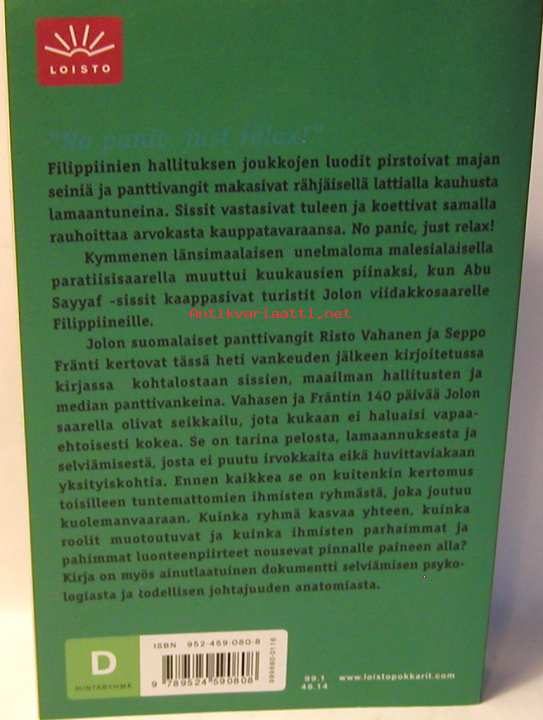 LOISTO
"No panic, just relax!"
Filippiinien hallituksen joukkojen luodit pirstoivat majan
seiniä ja panttivangit makasivat rähjäisellä lattialla kauhusta
lamaantuneina. Sissit vastasivat tuleen ja koettivat samalla
rauhoittaa arvokasta kauppatavaraansa. No panic, just relax!
Kymmenen länsimaalaisen unelmaloma malesialaisella
paratiisisaarella muuttui kuukausien piinaksi, kun Abu
Sayyaf -sissit kaappasivat turistit Jolon viidakkosaarelle
Filippiineille.
Antikvariaatti.net
Jolon suomalaiset panttivangit Risto Vahanen ja Seppo
Fränti kertovat tässä heti vankeuden jälkeen kirjoitetussa
kirjassa kohtalostaan sissien, maailman hallitusten ja
median panttivankeina. Vahasen ja Fräntin 140 päivää Jolon
saarella olivat seikkailu, jota kukaan ei haluaisi vapaa-
ehtoisesti kokea. Se on tarina pelosta, lamaannuksesta ja
selviämisestä, josta ei puutu irvokkaita eikä huvittaviakaan
yksityiskohtia. Ennen kaikkea se on kuitenkin kertomus
toisilleen tuntemattomien ihmisten ryhmästä, joka joutuu
kuolemanvaaraan. Kuinka ryhmä kasvaa yhteen, kuinka
roolit muotoutuvat ja kuinka ihmisten parhaimmat ja
pahimmat luonteenpiirteet nousevat pinnalle paineen alla?
Kirja on myös ainutlaatuinen dokumentti selviämisen psyko-
logiasta ja todellisen johtajuuden anatomiasta.
D
HINTARYHMÄ
ISBN 952-459-080-8
9 789524 590808
99.1
46.14
www.loistopokkarit.com